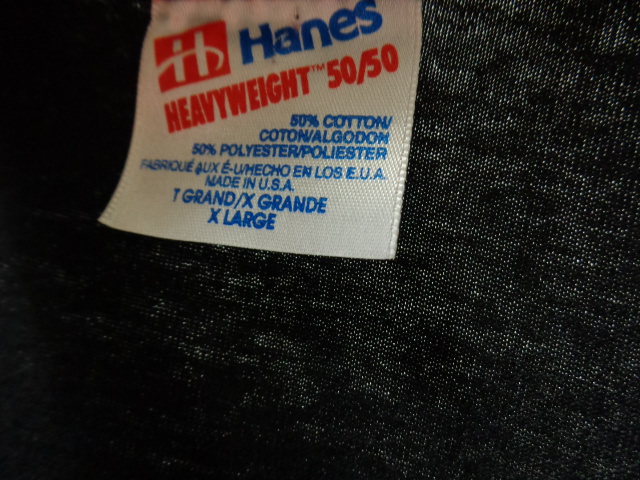 Hanes
HEAVYWEIGHT™ 50/50
50% COTTON/
COTON/ALGODON
50% POLYESTER/POLIESTER
FABRIQUÉ AUX É-U/HECHO EN LOS E.U.A.
MADE IN U.S.A.
T GRAND/X GRANDE
X LARGE